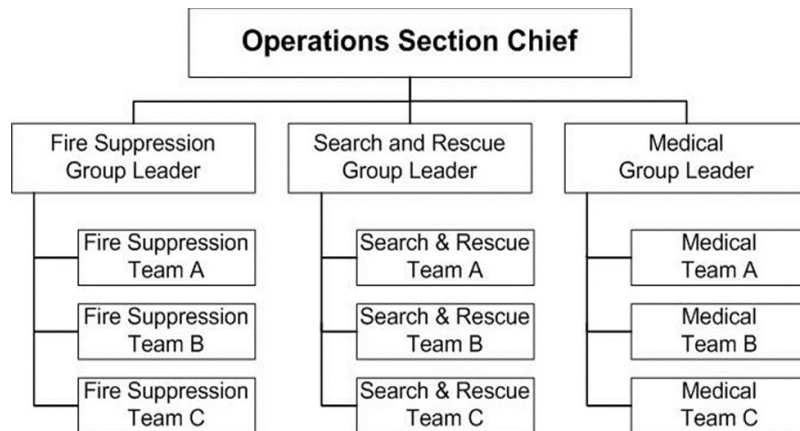 Operations Section Chief
Fire Suppression
Group Leader
Search and Rescue
Group Leader
Medical
Group Leader
Fire Suppression
Team A
Fire Suppression
Team B
Fire Suppression
Team C
Search & Rescue
Team A
Search & Rescue
Team B
Search & Rescue
Team C
Medical
Team A
Medical
Team B
Medical
Team C